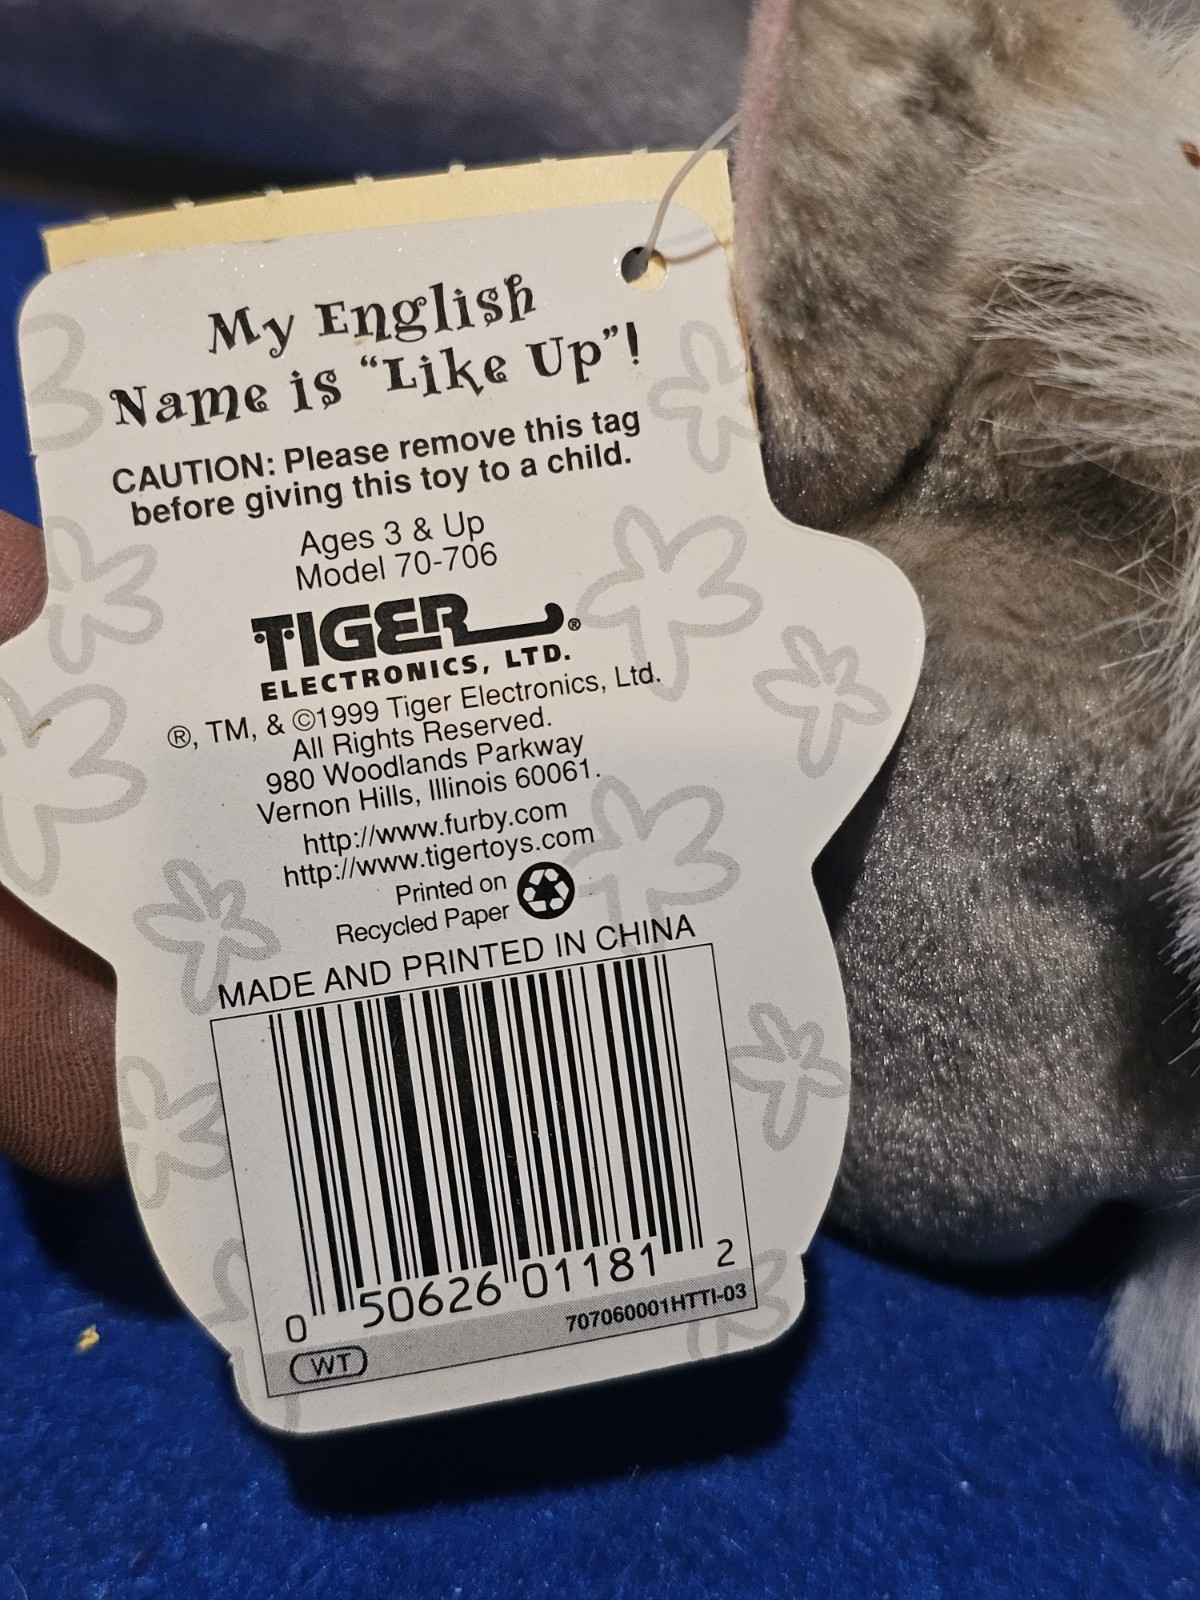 My English
Name is “Like Up”!
CAUTION: Please remove this tag
before giving this toy to a child.
Ages 3 & Up
Model 70-706
TIGER®
ELECTRONICS, LTD.
®, TM, & ©1999 Tiger Electronics, Ltd.
All Rights Reserved.
980 Woodlands Parkway
Vernon Hills, Illinois 60061.
http://www.furby.com
http://www.tigertoys.com
Printed on
Recycled Paper
MADE AND PRINTED IN CHINA
0 50626 01181 2
707060001HTTI-03
WT